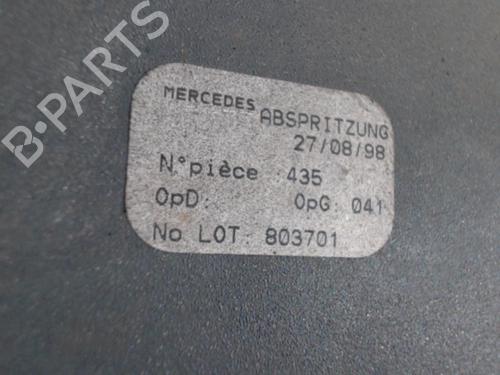 B-PARTS
MERCEDES ABSPRITZUNG
27/08/98
N°pièce :435
OpD: OpG: 041
No LOT: 803701